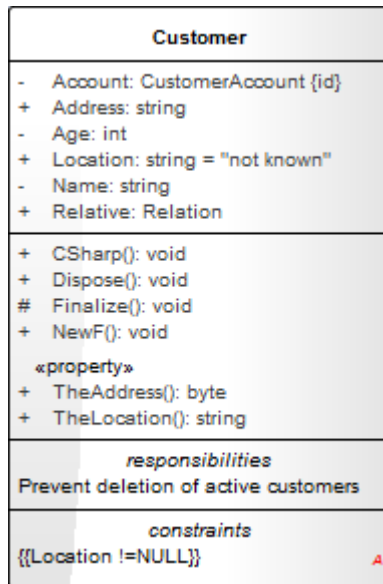 Customer
- Account: CustomerAccount {id}
+ Address: string
- Age: int
+ Location: string = "not known"
- Name: string
+ Relative: Relation
+ CSharp(): void
+ Dispose(): void
# Finalize(): void
+ NewF(): void
«property»
+ TheAddress(): byte
+ TheLocation(): string
responsibilities
Prevent deletion of active customers
constraints
{{Location !=NULL}}
A